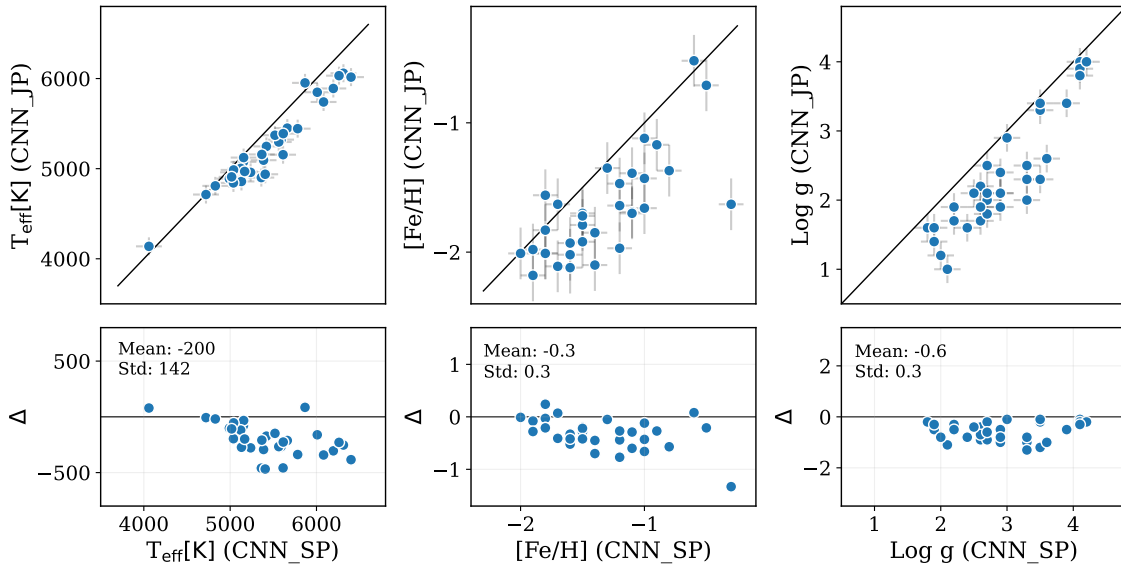 6000
5000
4000
T_eff[K] (CNN_JP)
−1
−2
[Fe/H] (CNN_JP)
4
3
2
1
Log g (CNN_JP)
Mean: -200
Std: 142
500
0
−500
Δ
4000 5000 6000
T_eff[K] (CNN_SP)
Mean: -0.3
Std: 0.3
1
0
−1
Δ
−2 −1
[Fe/H] (CNN_SP)
Mean: -0.6
Std: 0.3
2
0
−2
Δ
1 2 3 4
Log g (CNN_SP)